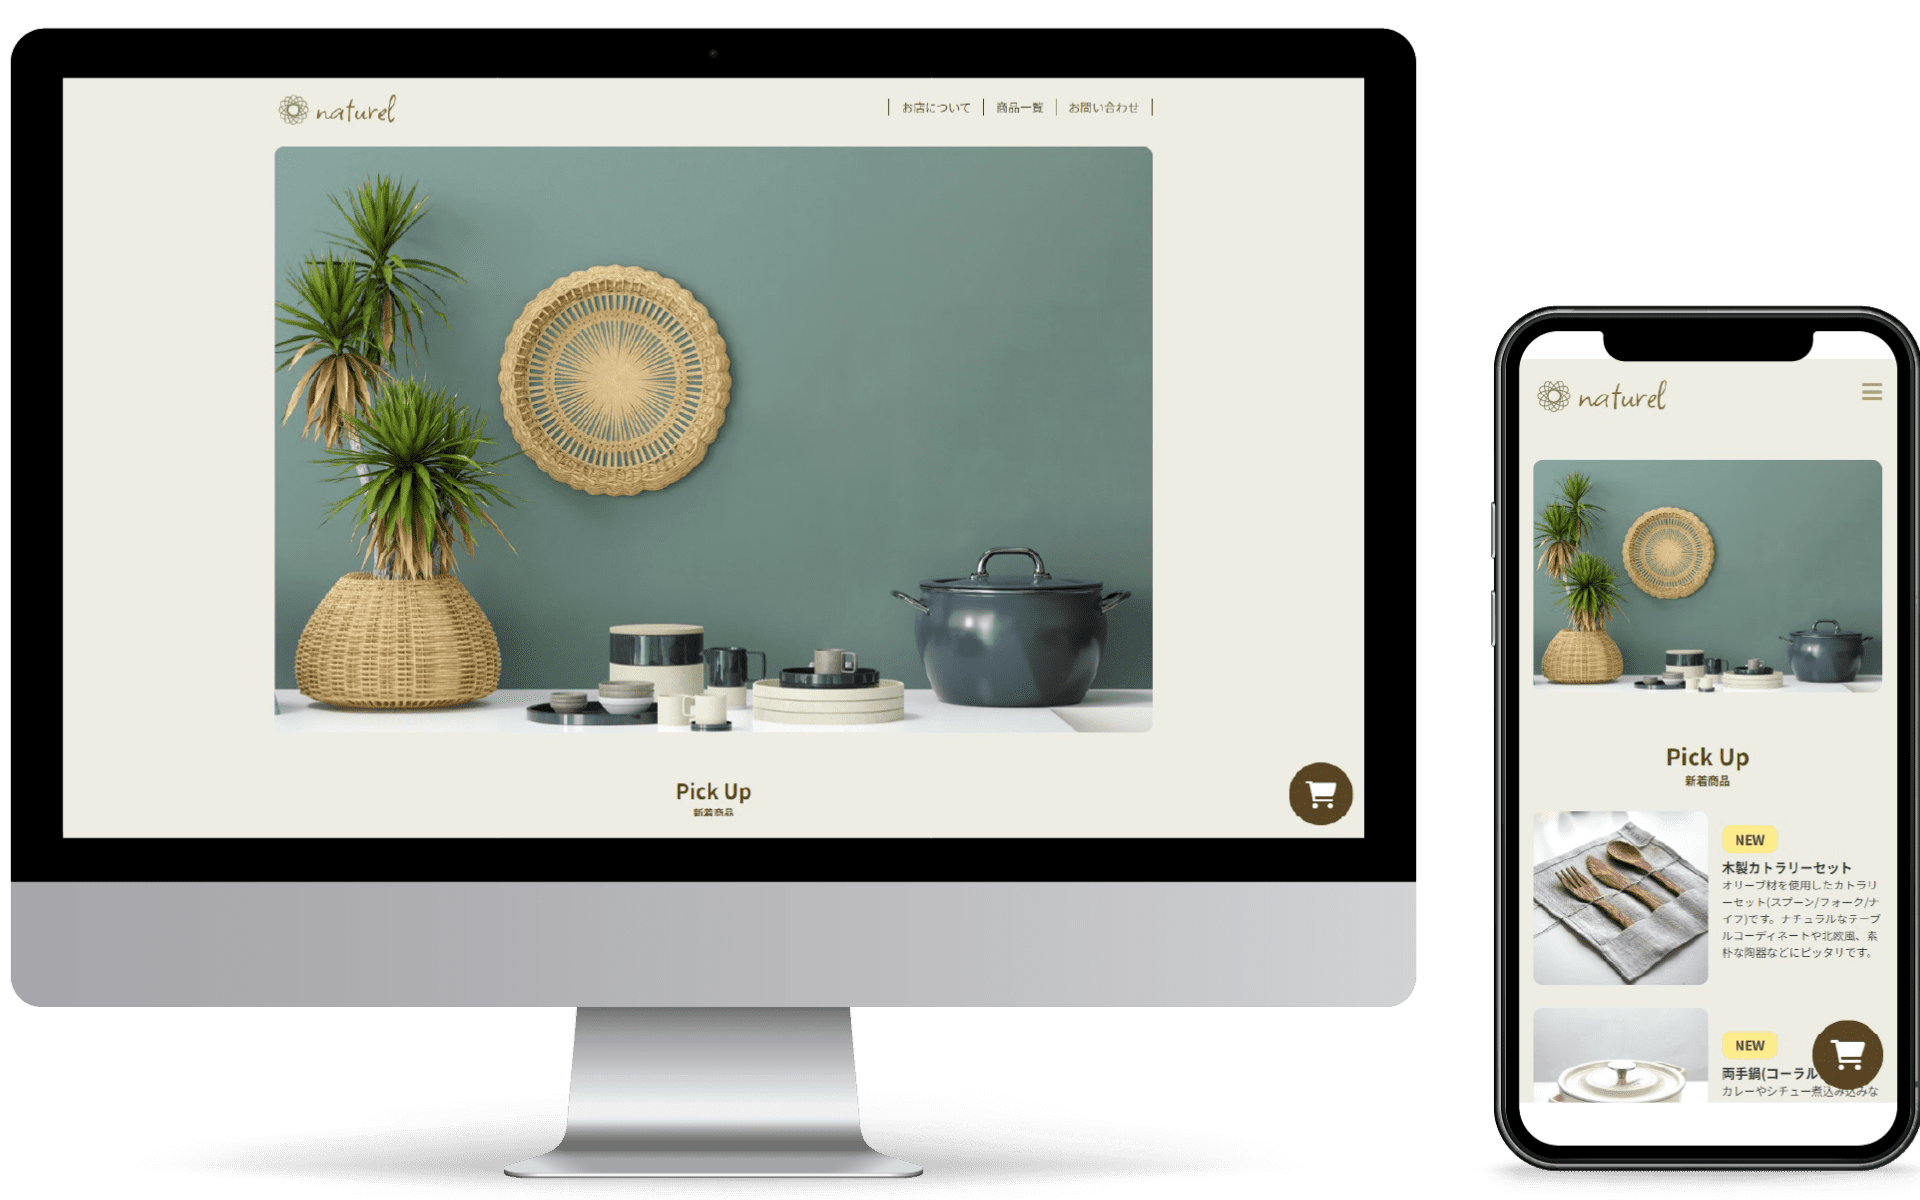 naturel
お店について
商品一覧
お問い合わせ
Pick Up
新着商品
naturel
Pick Up
新着商品
NEW
木製カトラリーセット
オリーブ材を使用したカトラリ
ーセット(スプーン/フォーク/ナ
イフ)です。ナチュラルなテーブ
ルコーディネートや北欧風、素
朴な陶器などにピッタリです。
NEW
両手鍋(コーラル
カレーやシチュー煮込み込みな